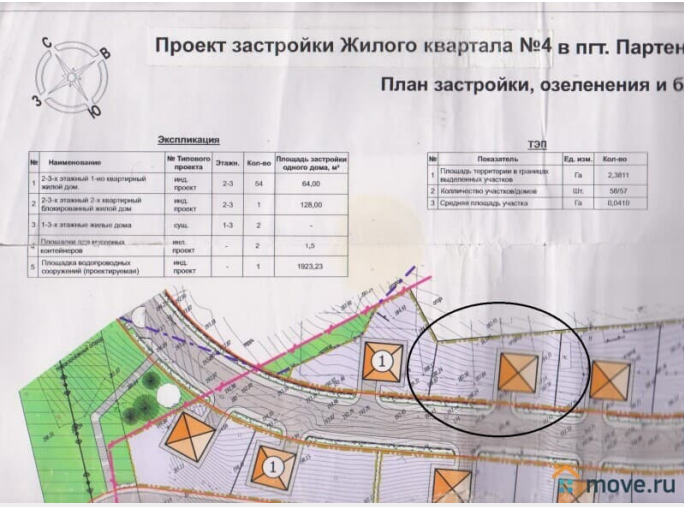 Проект застройки Жилого квартала №4 в пгт. Партен
План застройки, озеленения и б
С
В
З
Ю
Экспликация
№ Наименование № Типового проекта Этажн. Кол-во Площадь застройки одного дома, м²
1 2-3-х этажный 1-но квартирный жилой дом. инд. проект 2-3 54 64,00
2 2-3-х этажный 2-х квартирный блокированный жилой дом инд. проект 2-3 1 128,00
3 1-3-х этажные жилые дома сущ. 1-3 2 -
4 Площадки для мусорных контейнеров инд. проект - 2 1,5
5 Площадка водопроводных сооружений (проектируемая) инд. проект - 1 1923,23
ТЭП
№ Показатель Ед. изм. Кол-во
1 Площадь территории в границах выделенных участков Га 2,3811
2 Колличество участков/домов Шт. 58/57
3 Средняя площадь участка Га 0,0410
1
1
move.ru